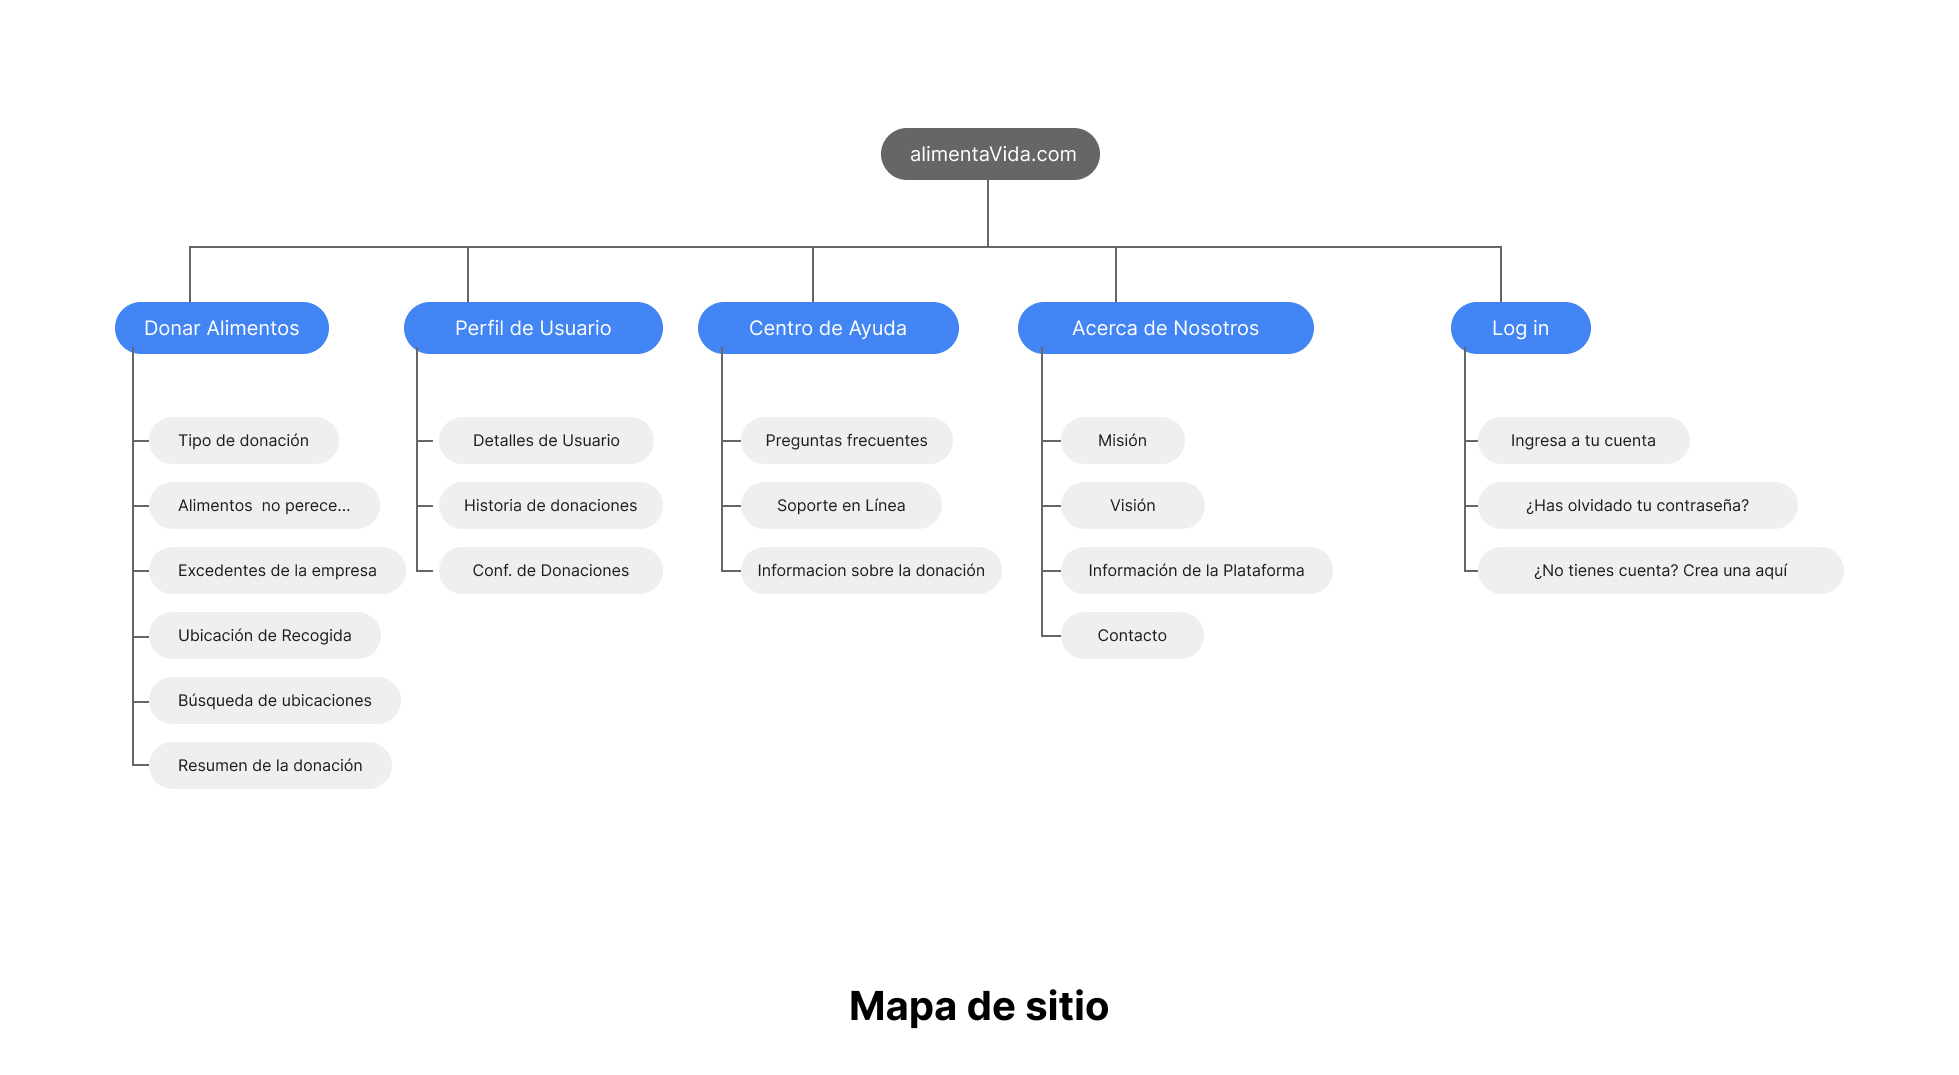 alimentaVida.com
Donar Alimentos
Perfil de Usuario
Centro de Ayuda
Acerca de Nosotros
Log in
Tipo de donación
Alimentos  no perece...
Excedentes de la empresa
Ubicación de Recogida
Búsqueda de ubicaciones
Resumen de la donación
Detalles de Usuario
Historia de donaciones
Conf. de Donaciones
Preguntas frecuentes
Soporte en Línea
Informacion sobre la donación
Misión
Visión
Información de la Plataforma
Contacto
Ingresa a tu cuenta
¿Has olvidado tu contraseña?
¿No tienes cuenta? Crea una aquí
Mapa de sitio